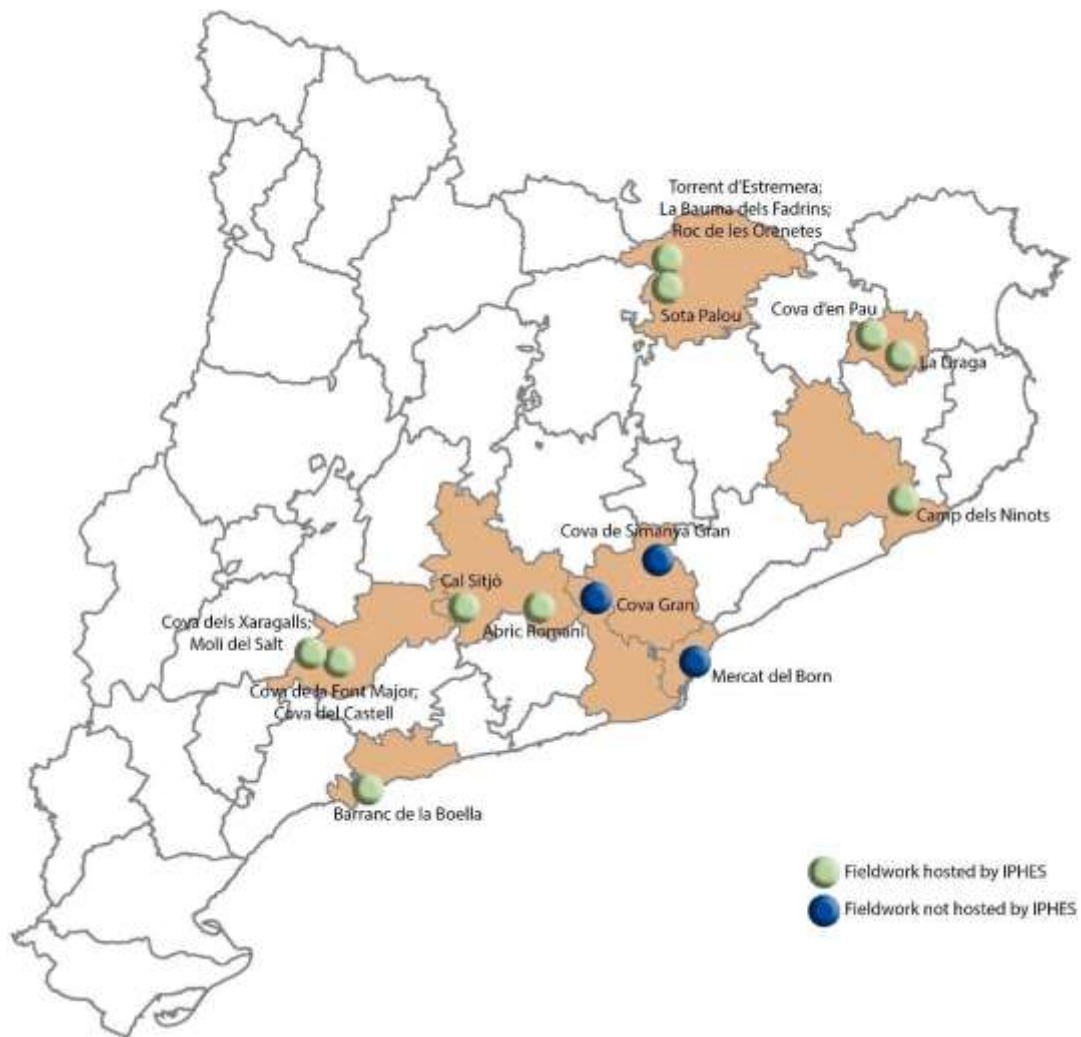 Torrent d'Estremera;
La Bauma dels Fadrins;
Roc de les Orenetes
Sota Palou
Cova d'en Pau
La Draga
Camp dels Ninots
Cova de Simanya Gran
Cal Sitjó
Cova Gran
Abric Romaní
Cova dels Xaragalls;
Molí del Salt
Mercat del Born
Cova de la Font Major;
Cova del Castell
Barranc de la Boella
Fieldwork hosted by IPHES
Fieldwork not hosted by IPHES